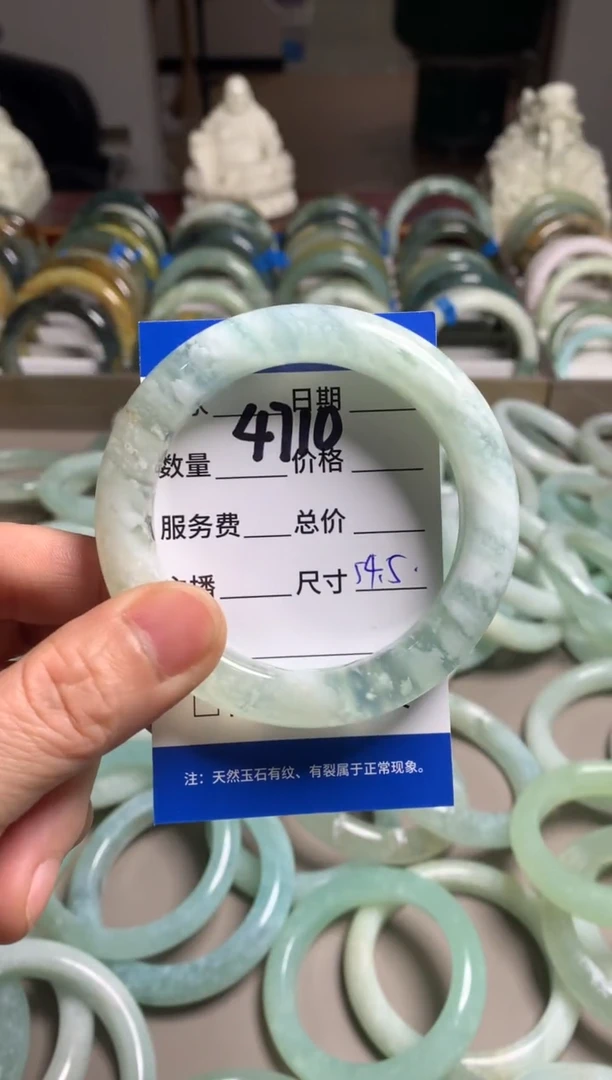 日期
4710
数量 价格
服务费 总价
播 尺寸 54.5.
注：天然玉石有纹、有裂属于正常现象。